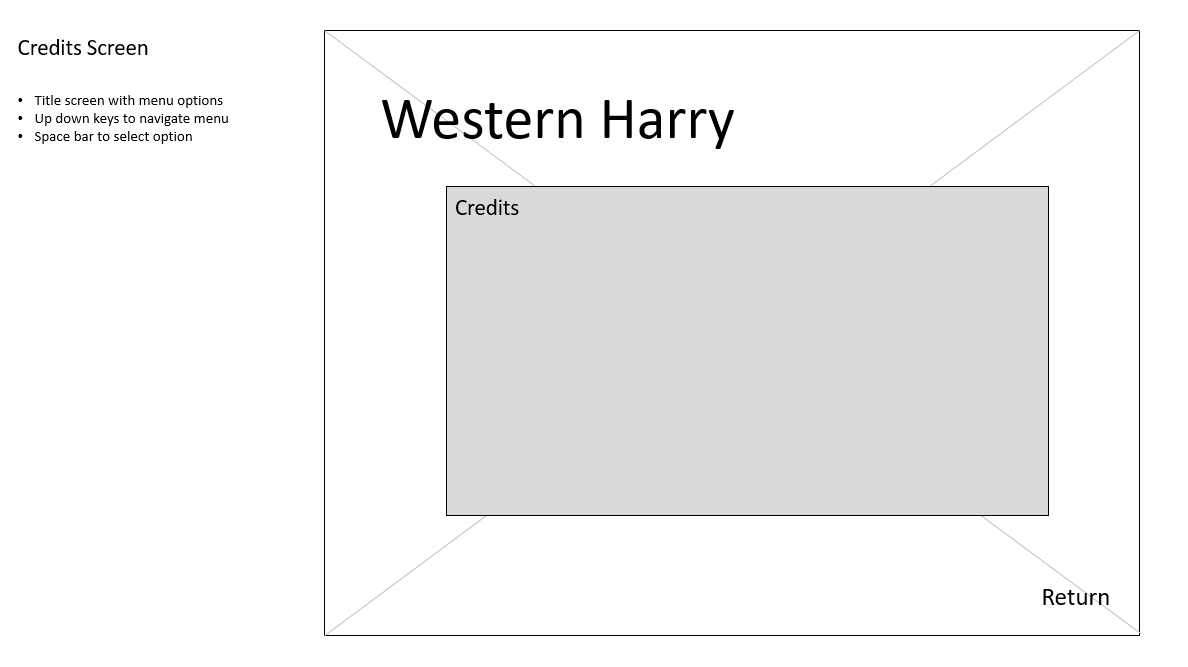 Credits Screen
• Title screen with menu options
• Up down keys to navigate menu
• Space bar to select option
Western Harry
Credits
Return